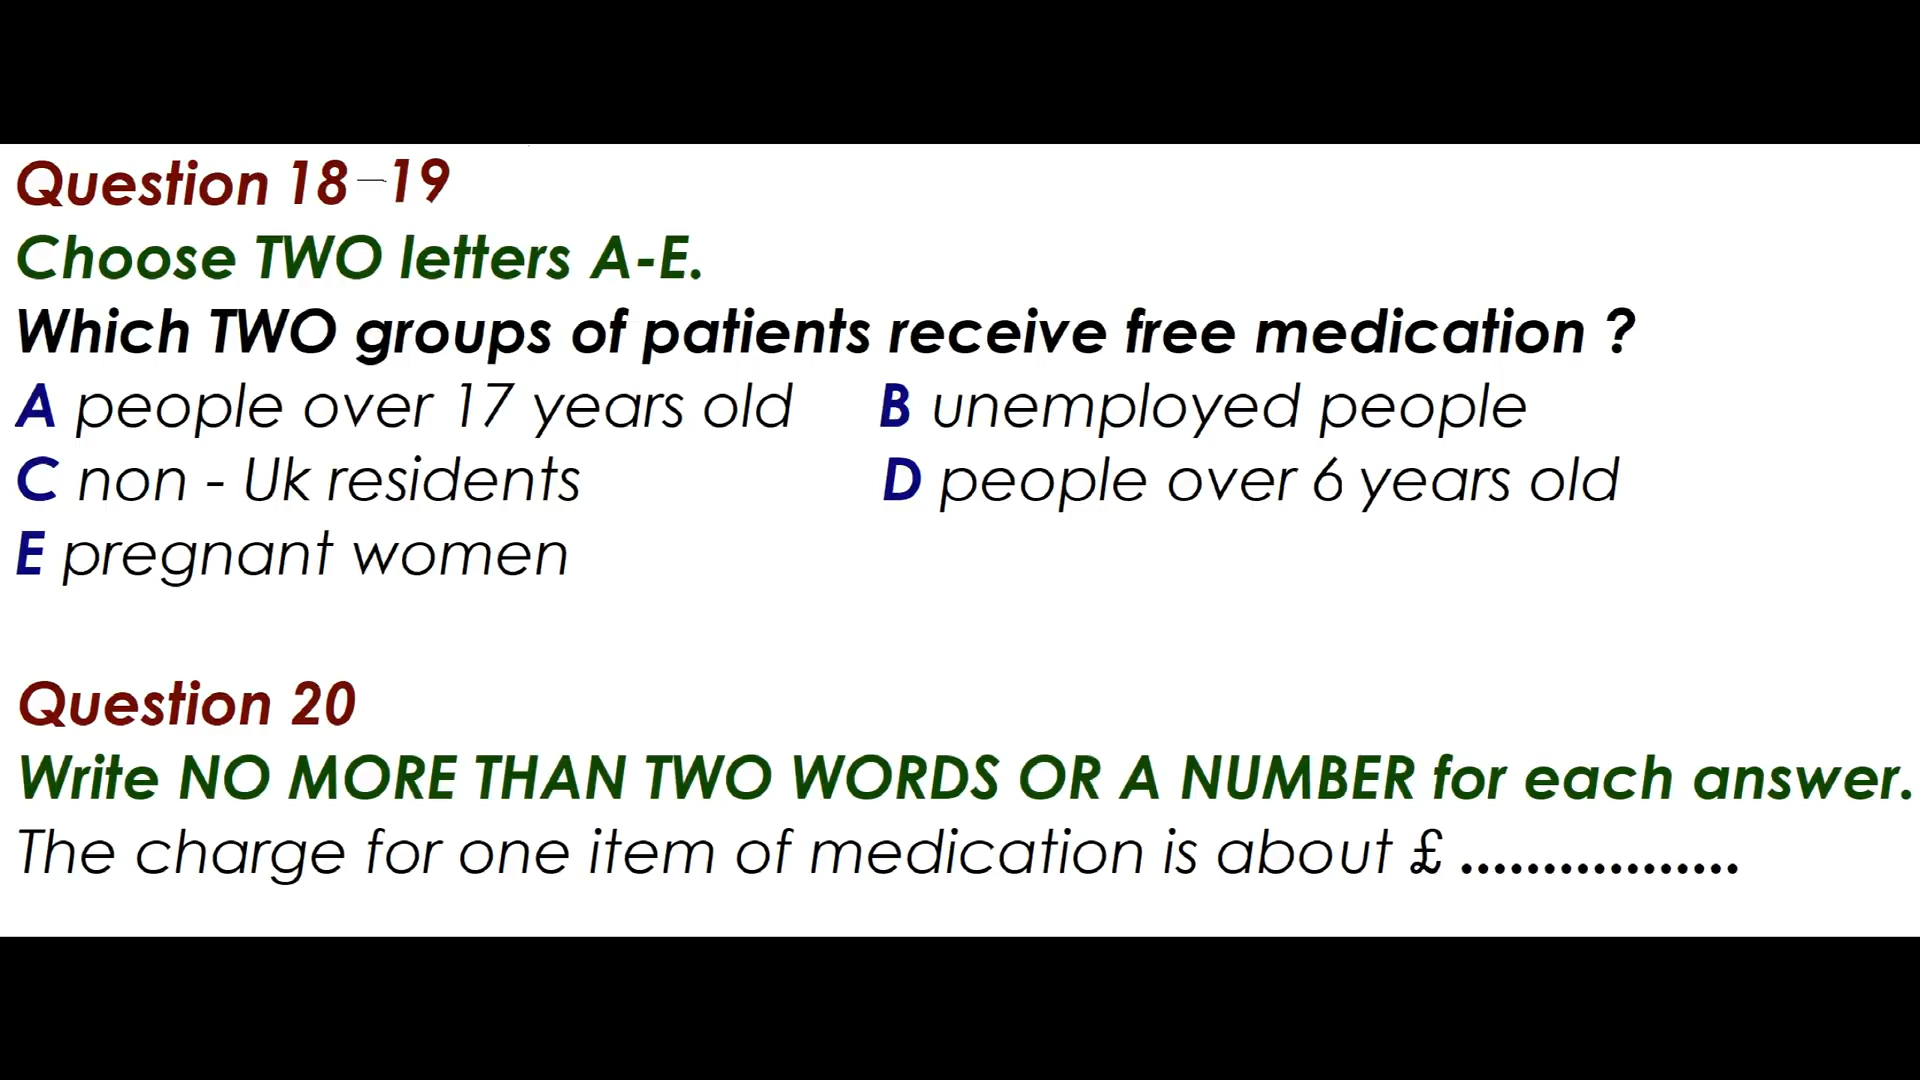 Question 18–19
Choose TWO letters A-E.
Which TWO groups of patients receive free medication ?
A people over 17 years old B unemployed people
C non - Uk residents D people over 6 years old
E pregnant women
Question 20
Write NO MORE THAN TWO WORDS OR A NUMBER for each answer.
The charge for one item of medication is about £ .................